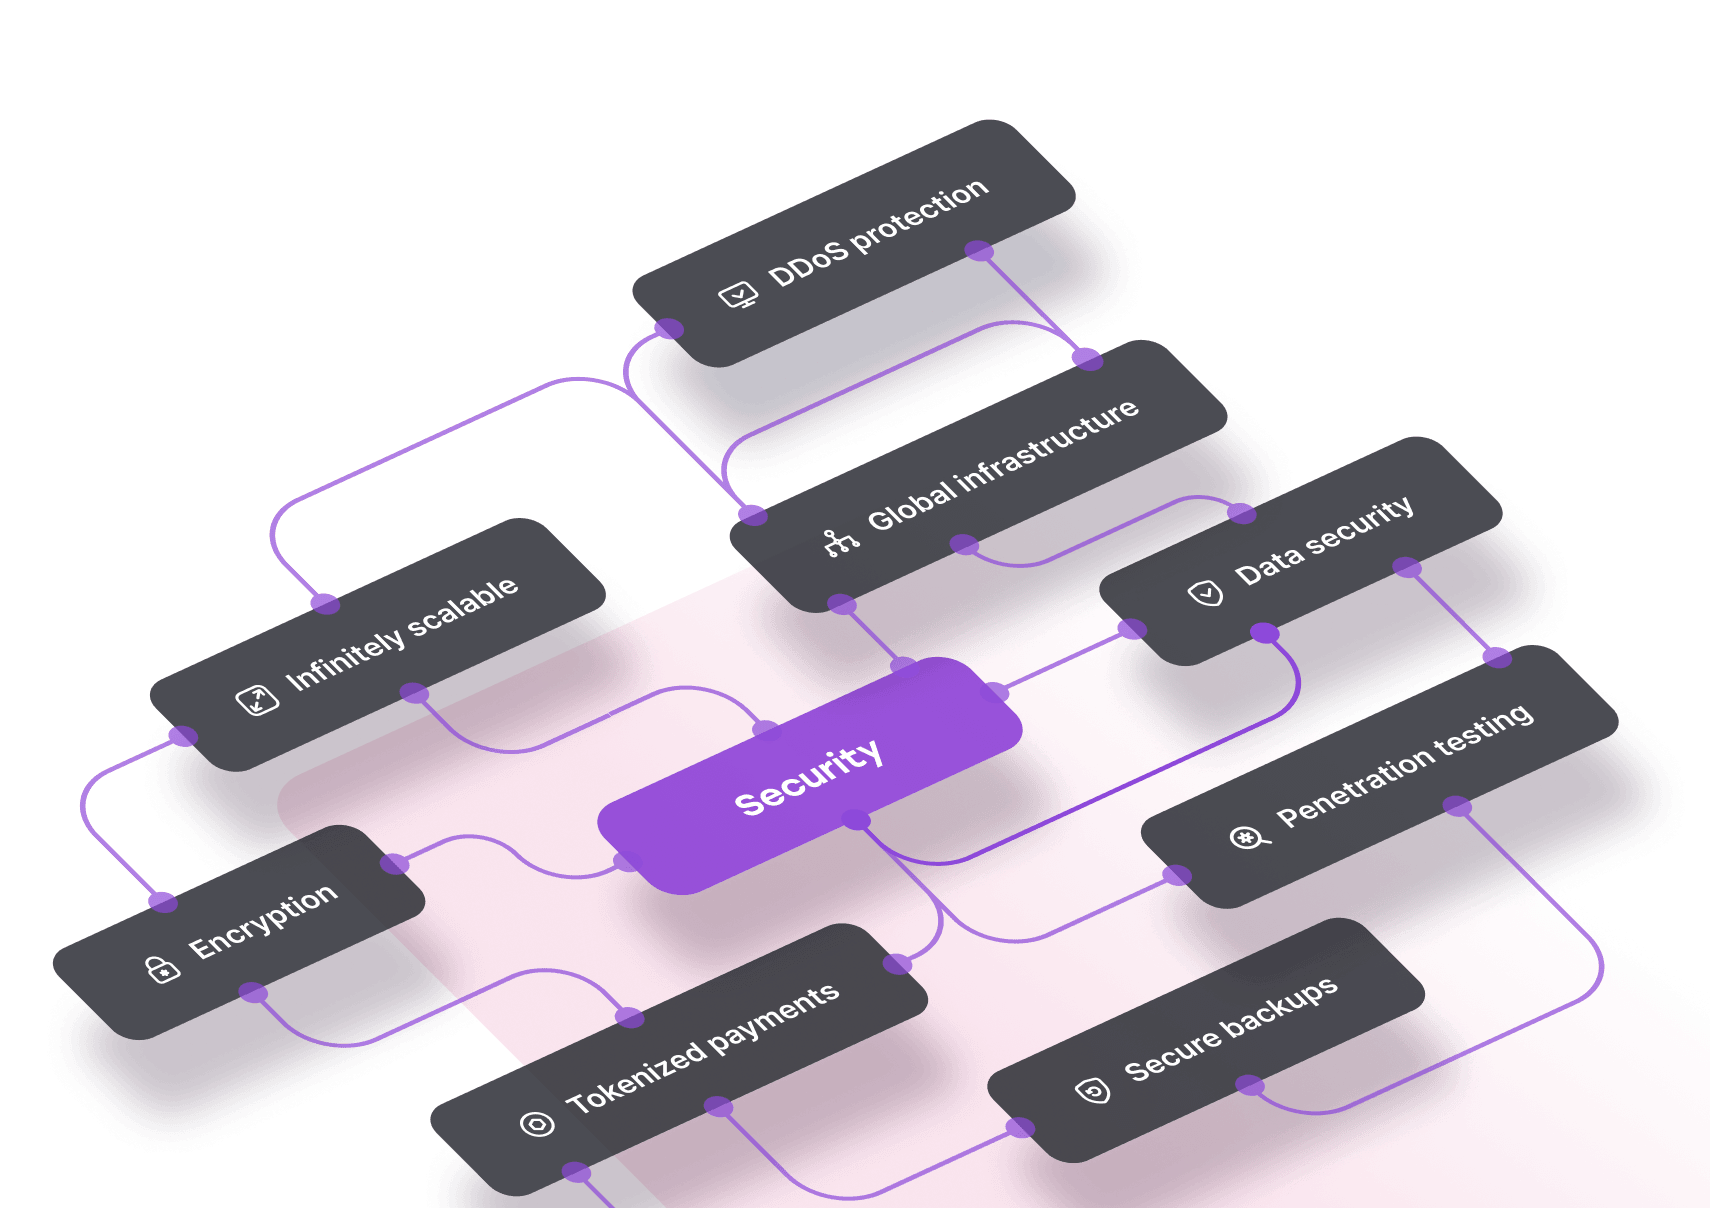 DDoS protection
Global infrastructure
Data security
Infinitely scalable
Security
Penetration testing
Encryption
Tokenized payments
Secure backups